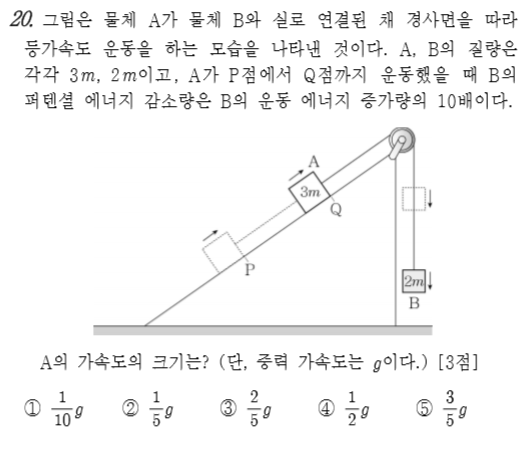 20. 그림은 물체 A가 물체 B와 실로 연결된 채 경사면을 따라
등가속도 운동을 하는 모습을 나타낸 것이다. A, B의 질량은
각각 3m, 2m이고, A가 P점에서 Q점까지 운동했을 때 B의
퍼텐셜 에너지 감소량은 B의 운동 에너지 증가량의 10배이다.
A
3m
Q
P
2m
B
A의 가속도의 크기는? (단, 중력 가속도는 g이다.) [3점]
① 1/10 g ② 1/5 g ③ 2/5 g ④ 1/2 g ⑤ 3/5 g